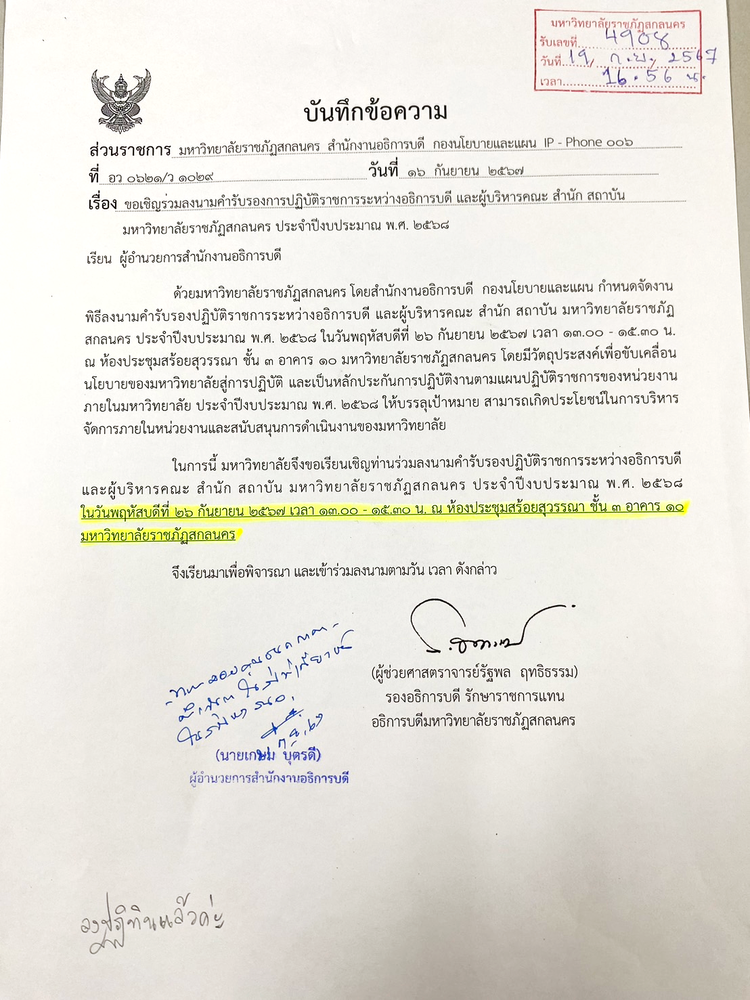 มหาวิทยาลัยราชภัฏสกลนคร
รับเลขที่ 4908
วันที่ 19 / ก.ย. / 2567
เวลา 16.56 น.
บันทึกข้อความ
ส่วนราชการ มหาวิทยาลัยราชภัฏสกลนคร สำนักงานอธิการบดี กองนโยบายและแผน IP - Phone ๐๐๖
ที่ อว ๐๖๒๑/ว ๑๐๒๙ วันที่ ๑๖ กันยายน ๒๕๖๗
เรื่อง ขอเชิญร่วมลงนามคำรับรองการปฏิบัติราชการระหว่างอธิการบดี และผู้บริหารคณะ สำนัก สถาบัน
มหาวิทยาลัยราชภัฏสกลนคร ประจำปีงบประมาณ พ.ศ. ๒๕๖๘
เรียน ผู้อำนวยการสำนักงานอธิการบดี
ด้วยมหาวิทยาลัยราชภัฏสกลนคร โดยสำนักงานอธิการบดี กองนโยบายและแผน กำหนดจัดงาน
พิธีลงนามคำรับรองปฏิบัติราชการระหว่างอธิการบดี และผู้บริหารคณะ สำนัก สถาบัน มหาวิทยาลัยราชภัฏ
สกลนคร ประจำปีงบประมาณ พ.ศ. ๒๕๖๘ ในวันพฤหัสบดีที่ ๒๖ กันยายน ๒๕๖๗ เวลา ๑๓.๐๐ - ๑๕.๓๐ น.
ณ ห้องประชุมสร้อยสุวรรณา ชั้น ๓ อาคาร ๑๐ มหาวิทยาลัยราชภัฏสกลนคร โดยมีวัตถุประสงค์เพื่อขับเคลื่อน
นโยบายของมหาวิทยาลัยสู่การปฏิบัติ และเป็นหลักประกันการปฏิบัติงานตามแผนปฏิบัติราชการของหน่วยงาน
ภายในมหาวิทยาลัย ประจำปีงบประมาณ พ.ศ. ๒๕๖๘ ให้บรรลุเป้าหมาย สามารถเกิดประโยชน์ในการบริหาร
จัดการภายในหน่วยงานและสนับสนุนการดำเนินงานของมหาวิทยาลัย
ในการนี้ มหาวิทยาลัยจึงขอเรียนเชิญท่านร่วมลงนามคำรับรองปฏิบัติราชการระหว่างอธิการบดี
และผู้บริหารคณะ สำนัก สถาบัน มหาวิทยาลัยราชภัฏสกลนคร ประจำปีงบประมาณ พ.ศ. ๒๕๖๘
ในวันพฤหัสบดีที่ ๒๖ กันยายน ๒๕๖๗ เวลา ๑๓.๐๐ - ๑๕.๓๐ น. ณ ห้องประชุมสร้อยสุวรรณา ชั้น ๓ อาคาร ๑๐
มหาวิทยาลัยราชภัฏสกลนคร
จึงเรียนมาเพื่อพิจารณา และเข้าร่วมลงนามตามวัน เวลา ดังกล่าว
(ผู้ช่วยศาสตราจารย์รัฐพล ฤทธิธรรม)
รองอธิการบดี รักษาราชการแทน
อธิการบดีมหาวิทยาลัยราชภัฏสกลนคร
(นายเกษม บุตรดี)
ผู้อำนวยการสำนักงานอธิการบดี
ลงปฏิทินแล้วค่ะ